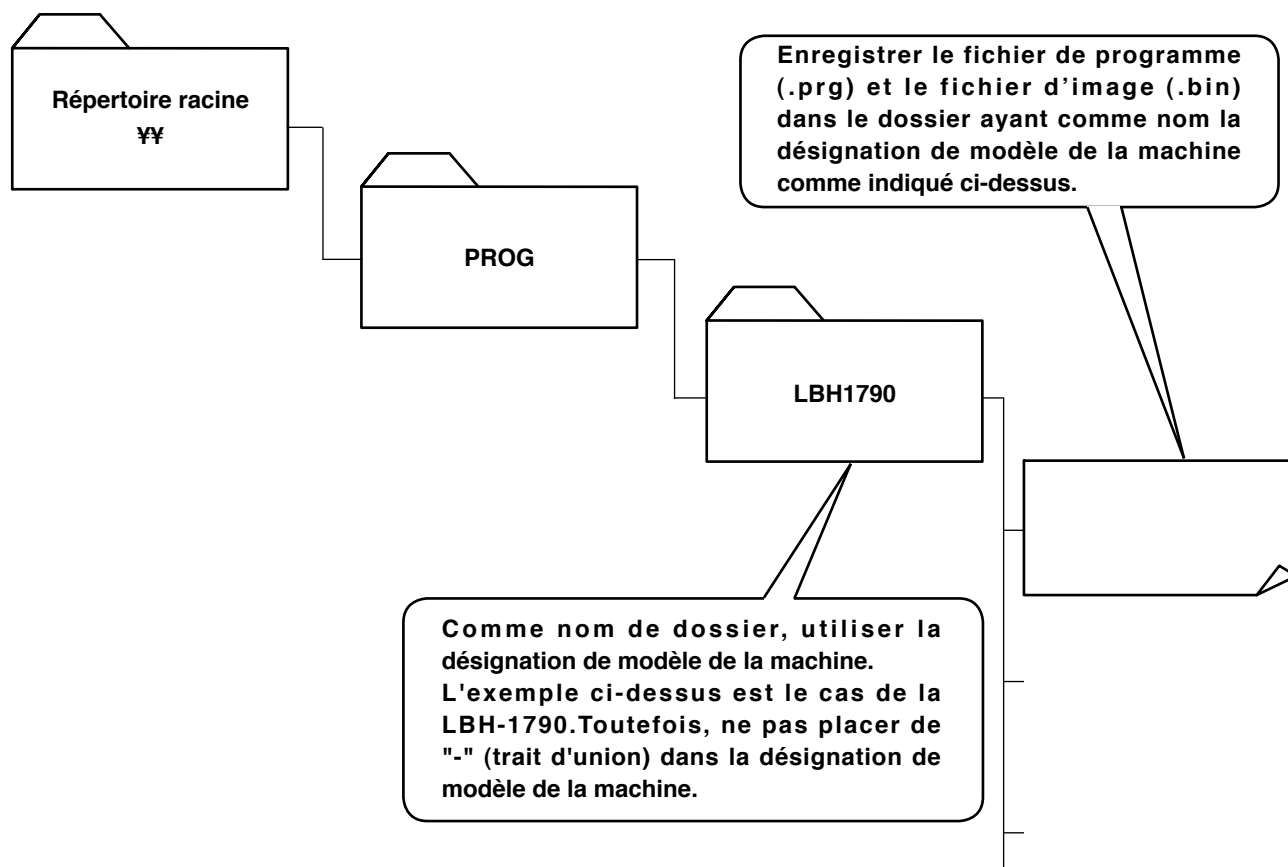 Répertoire racine
¥¥
PROG
LBH1790
Enregistrer le fichier de programme
(.prg) et le fichier d’image (.bin)
dans le dossier ayant comme nom la
désignation de modèle de la machine
comme indiqué ci-dessus.
Comme nom de dossier, utiliser la
désignation de modèle de la machine.
L'exemple ci-dessus est le cas de la
LBH-1790.Toutefois, ne pas placer de
"-" (trait d'union) dans la désignation de
modèle de la machine.